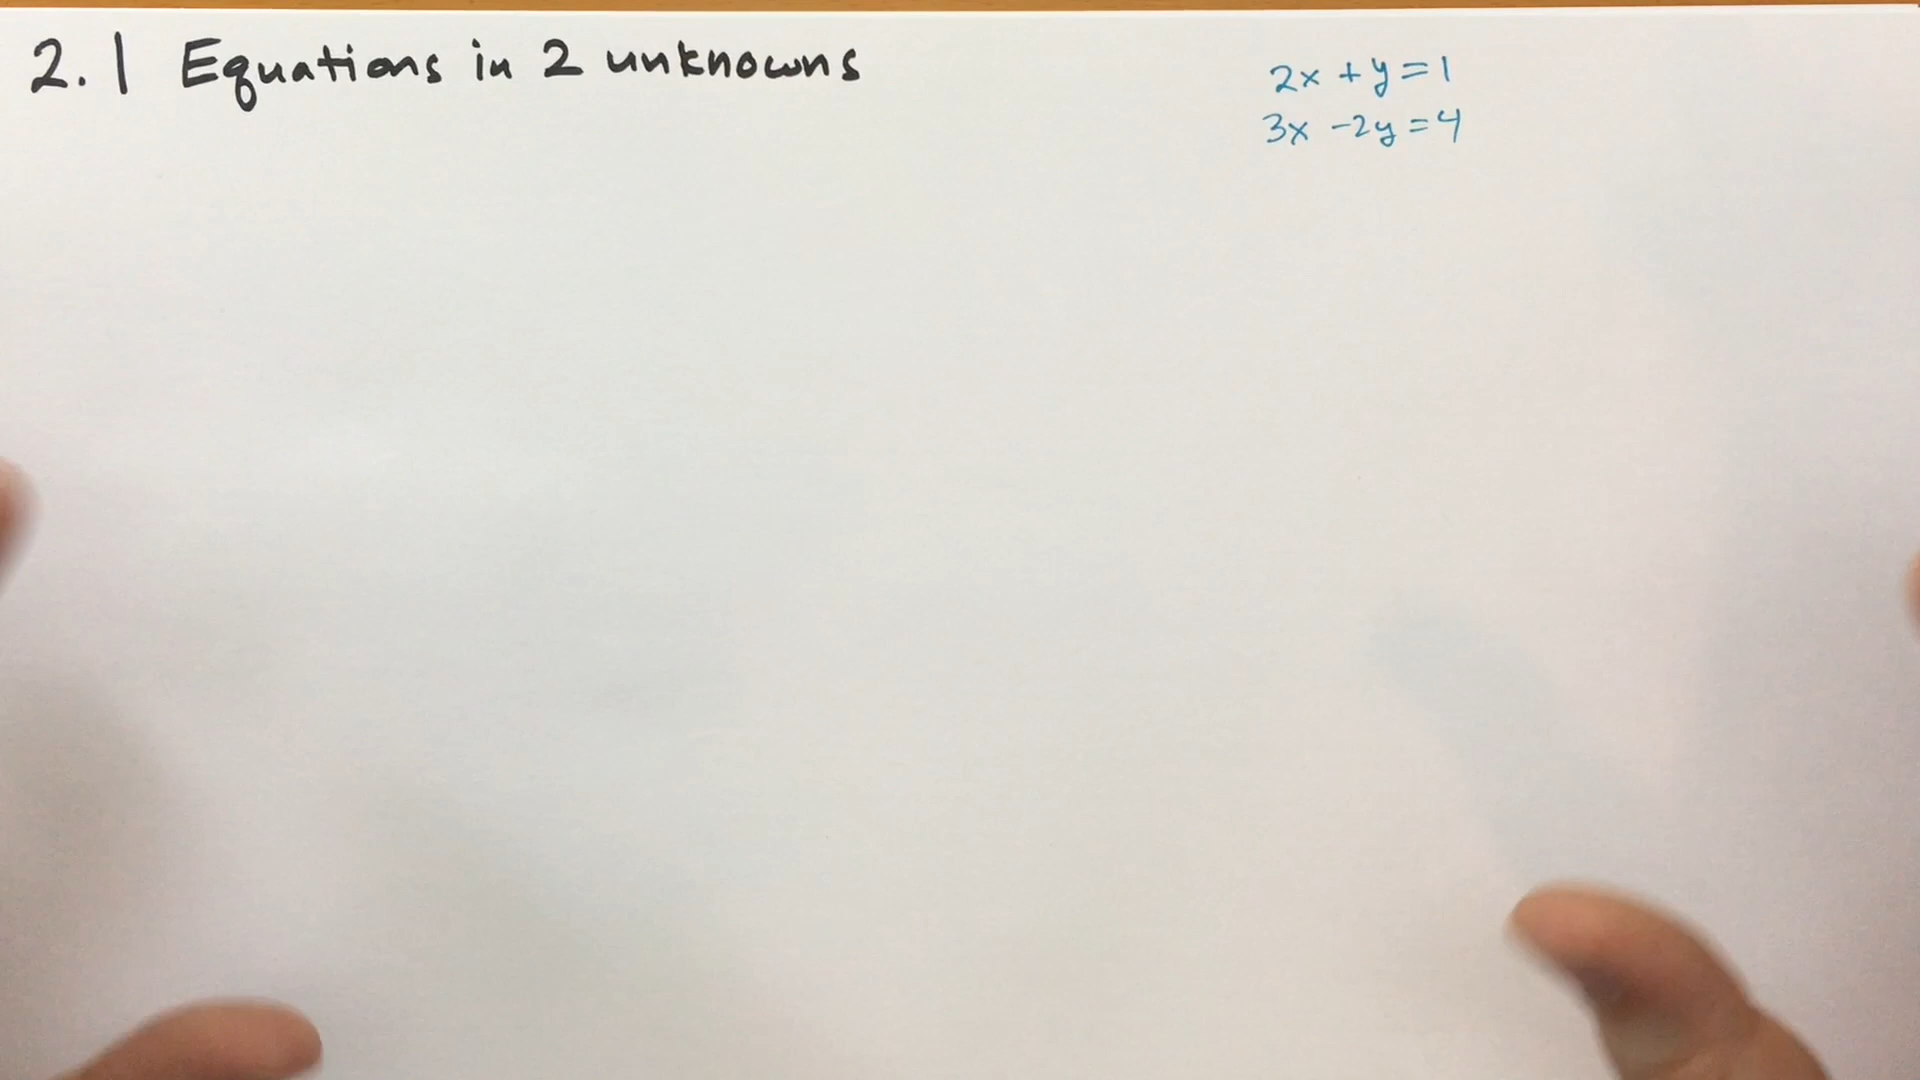 2.1 Equations in 2 unknowns
2x + y = 1
3x - 2y = 4